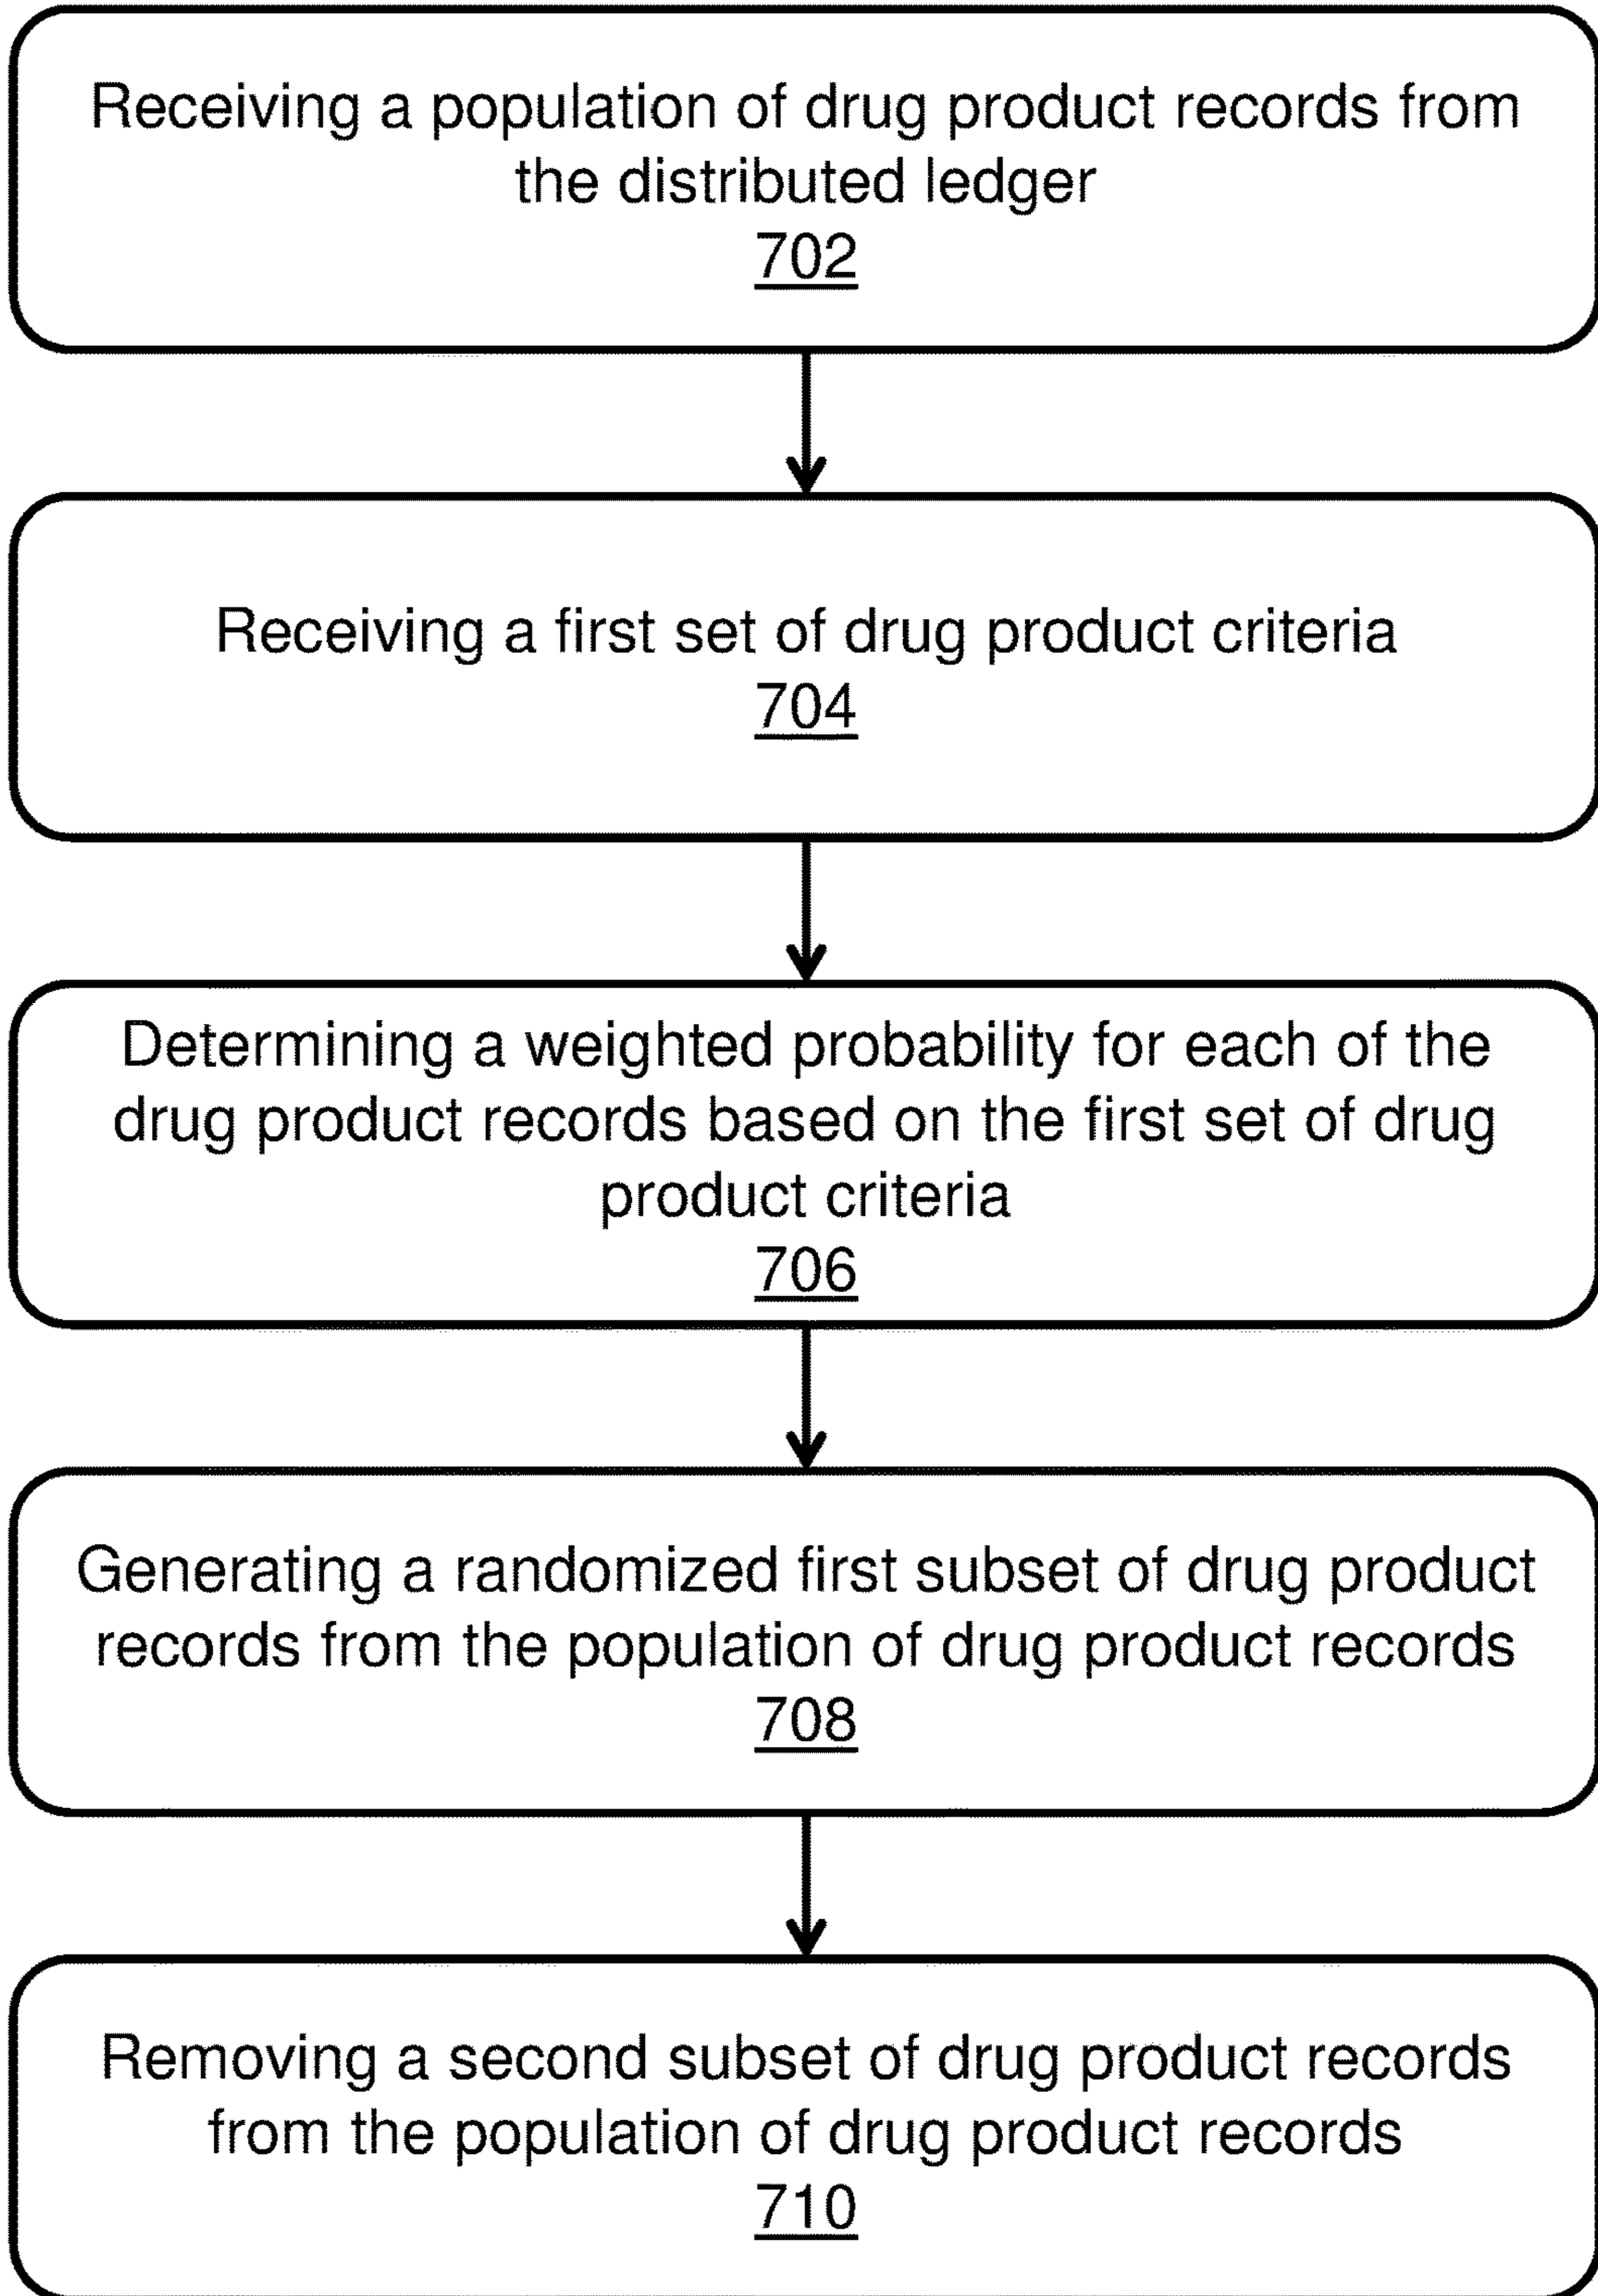 Receiving a population of drug product records from
the distributed ledger
702
Receiving a first set of drug product criteria
704
Determining a weighted probability for each of the
drug product records based on the first set of drug
product criteria
706
Generating a randomized first subset of drug product
records from the population of drug product records
708
Removing a second subset of drug product records
from the population of drug product records
710